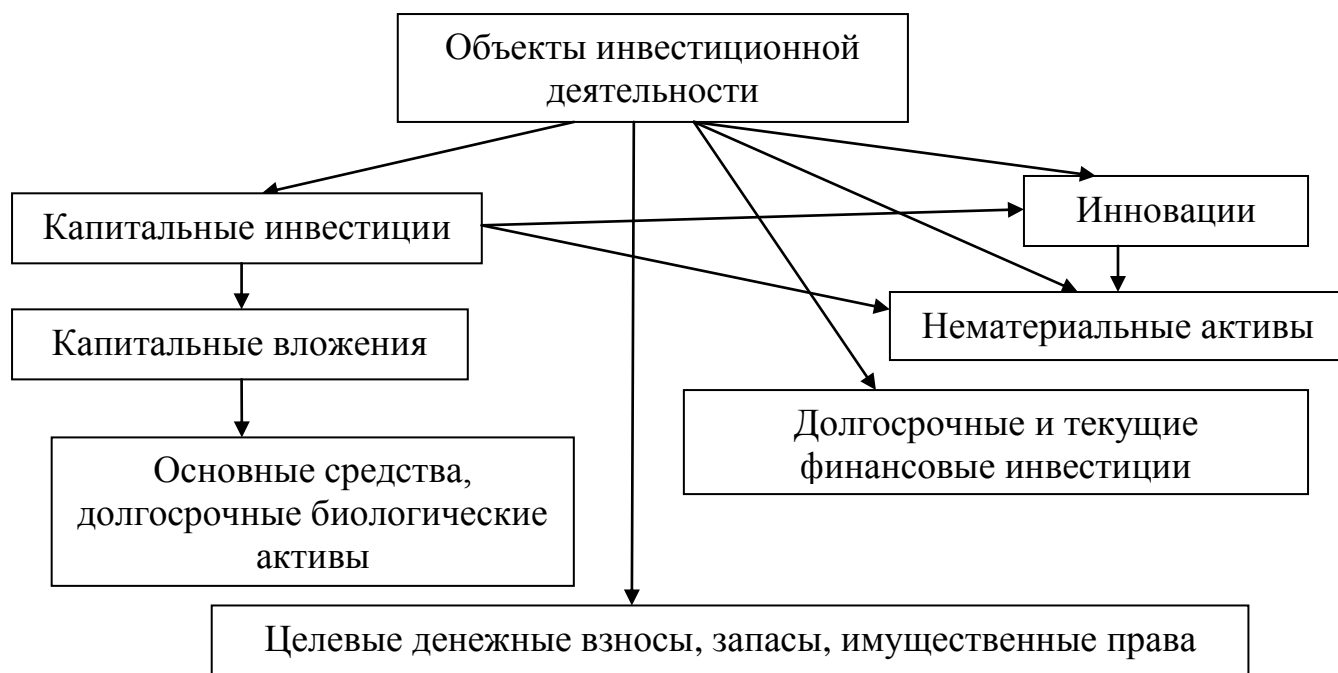 Объекты инвестиционной
деятельности
Капитальные инвестиции
Инновации
Капитальные вложения
Нематериальные активы
Долгосрочные и текущие
финансовые инвестиции
Основные средства,
долгосрочные биологические
активы
Целевые денежные взносы, запасы, имущественные права